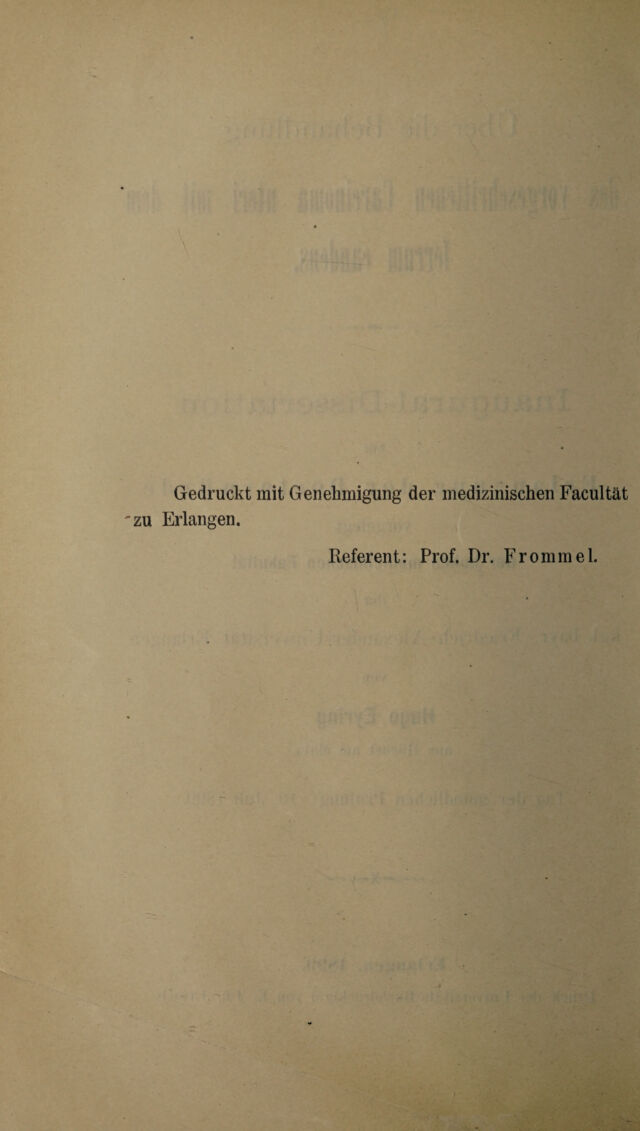 Gedruckt mit Genehmigung der medizinischen Facultät
zu Erlangen.
Referent: Prof. Dr. Frommel.